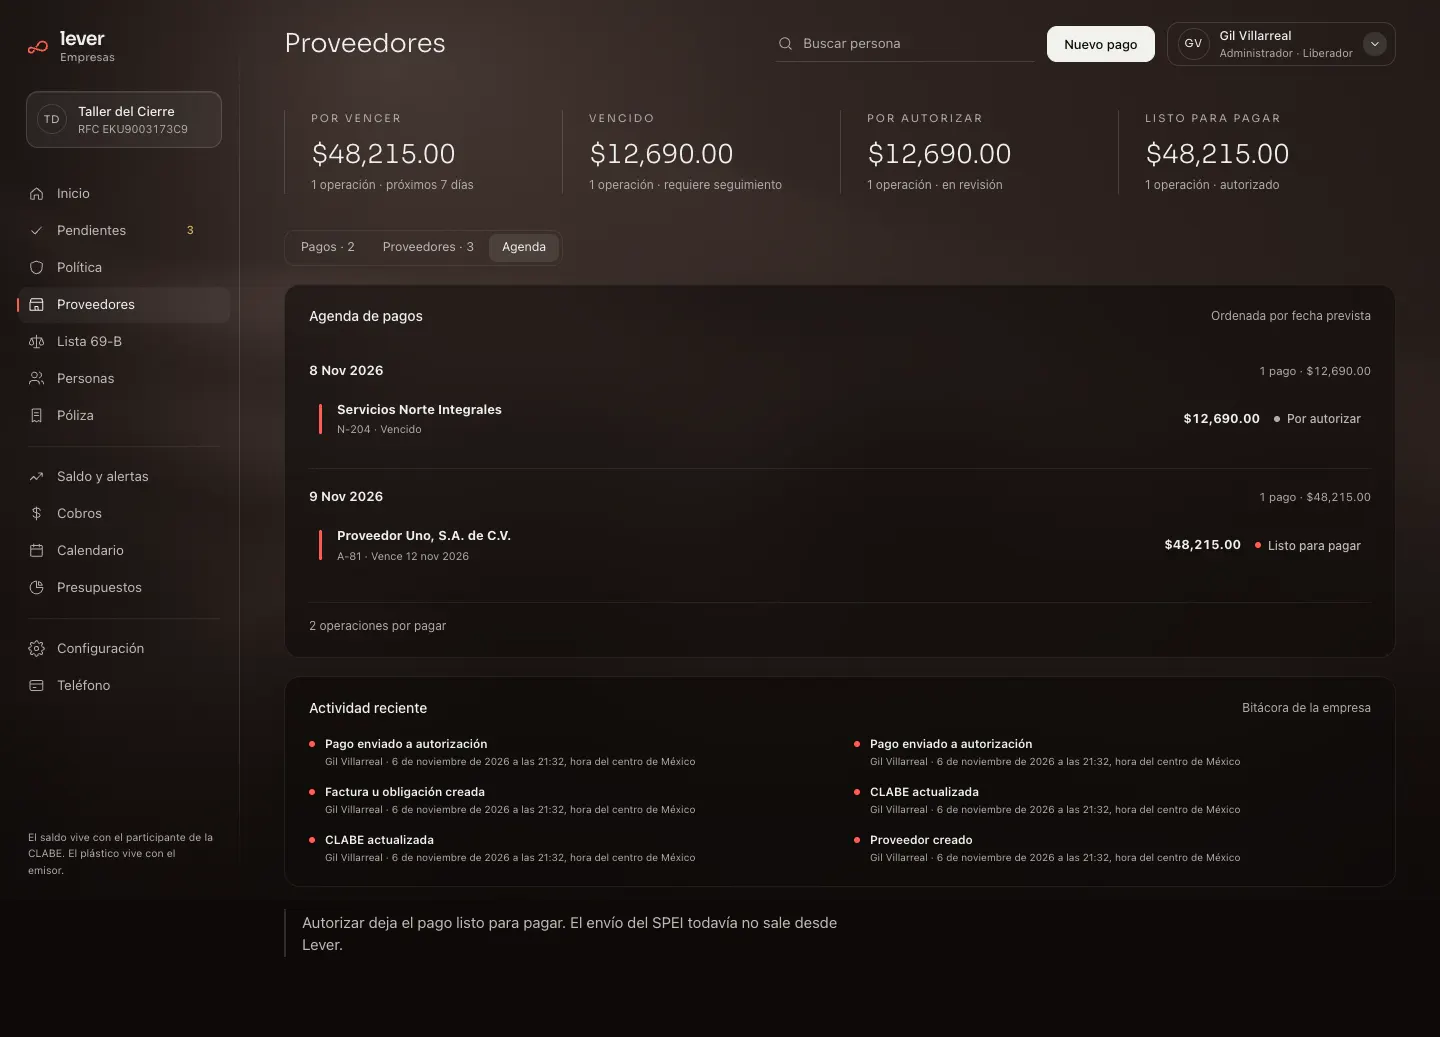 lever
Empresas
TD
Taller del Cierre
RFC EKU9003173C9
Inicio
Pendientes
3
Política
Proveedores
Lista 69-B
Personas
Póliza
Saldo y alertas
Cobros
Calendario
Presupuestos
Configuración
Teléfono
El saldo vive con el participante de la
CLABE. El plástico vive con el
emisor.
Proveedores
Buscar persona
Nuevo pago
GV
Gil Villarreal
Administrador · Liberador
POR VENCER
$48,215.00
1 operación · próximos 7 días
VENCIDO
$12,690.00
1 operación · requiere seguimiento
POR AUTORIZAR
$12,690.00
1 operación · en revisión
LISTO PARA PAGAR
$48,215.00
1 operación · autorizado
Pagos · 2
Proveedores · 3
Agenda
Agenda de pagos
Ordenada por fecha prevista
8 Nov 2026
1 pago · $12,690.00
Servicios Norte Integrales
N-204 · Vencido
$12,690.00
Por autorizar
9 Nov 2026
1 pago · $48,215.00
Proveedor Uno, S.A. de C.V.
A-81 · Vence 12 nov 2026
$48,215.00
Listo para pagar
2 operaciones por pagar
Actividad reciente
Bitácora de la empresa
Pago enviado a autorización
Gil Villarreal · 6 de noviembre de 2026 a las 21:32, hora del centro de México
Pago enviado a autorización
Gil Villarreal · 6 de noviembre de 2026 a las 21:32, hora del centro de México
Factura u obligación creada
Gil Villarreal · 6 de noviembre de 2026 a las 21:32, hora del centro de México
CLABE actualizada
Gil Villarreal · 6 de noviembre de 2026 a las 21:32, hora del centro de México
CLABE actualizada
Gil Villarreal · 6 de noviembre de 2026 a las 21:32, hora del centro de México
Proveedor creado
Gil Villarreal · 6 de noviembre de 2026 a las 21:32, hora del centro de México
Autorizar deja el pago listo para pagar. El envío del SPEI todavía no sale desde
Lever.